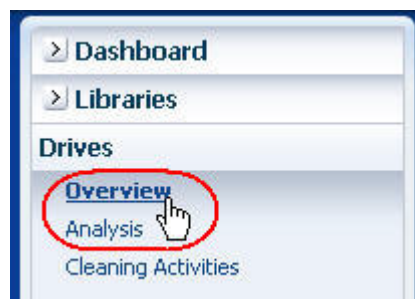 Dashboard
Libraries
Drives
Overview
Analysis
Cleaning Activities